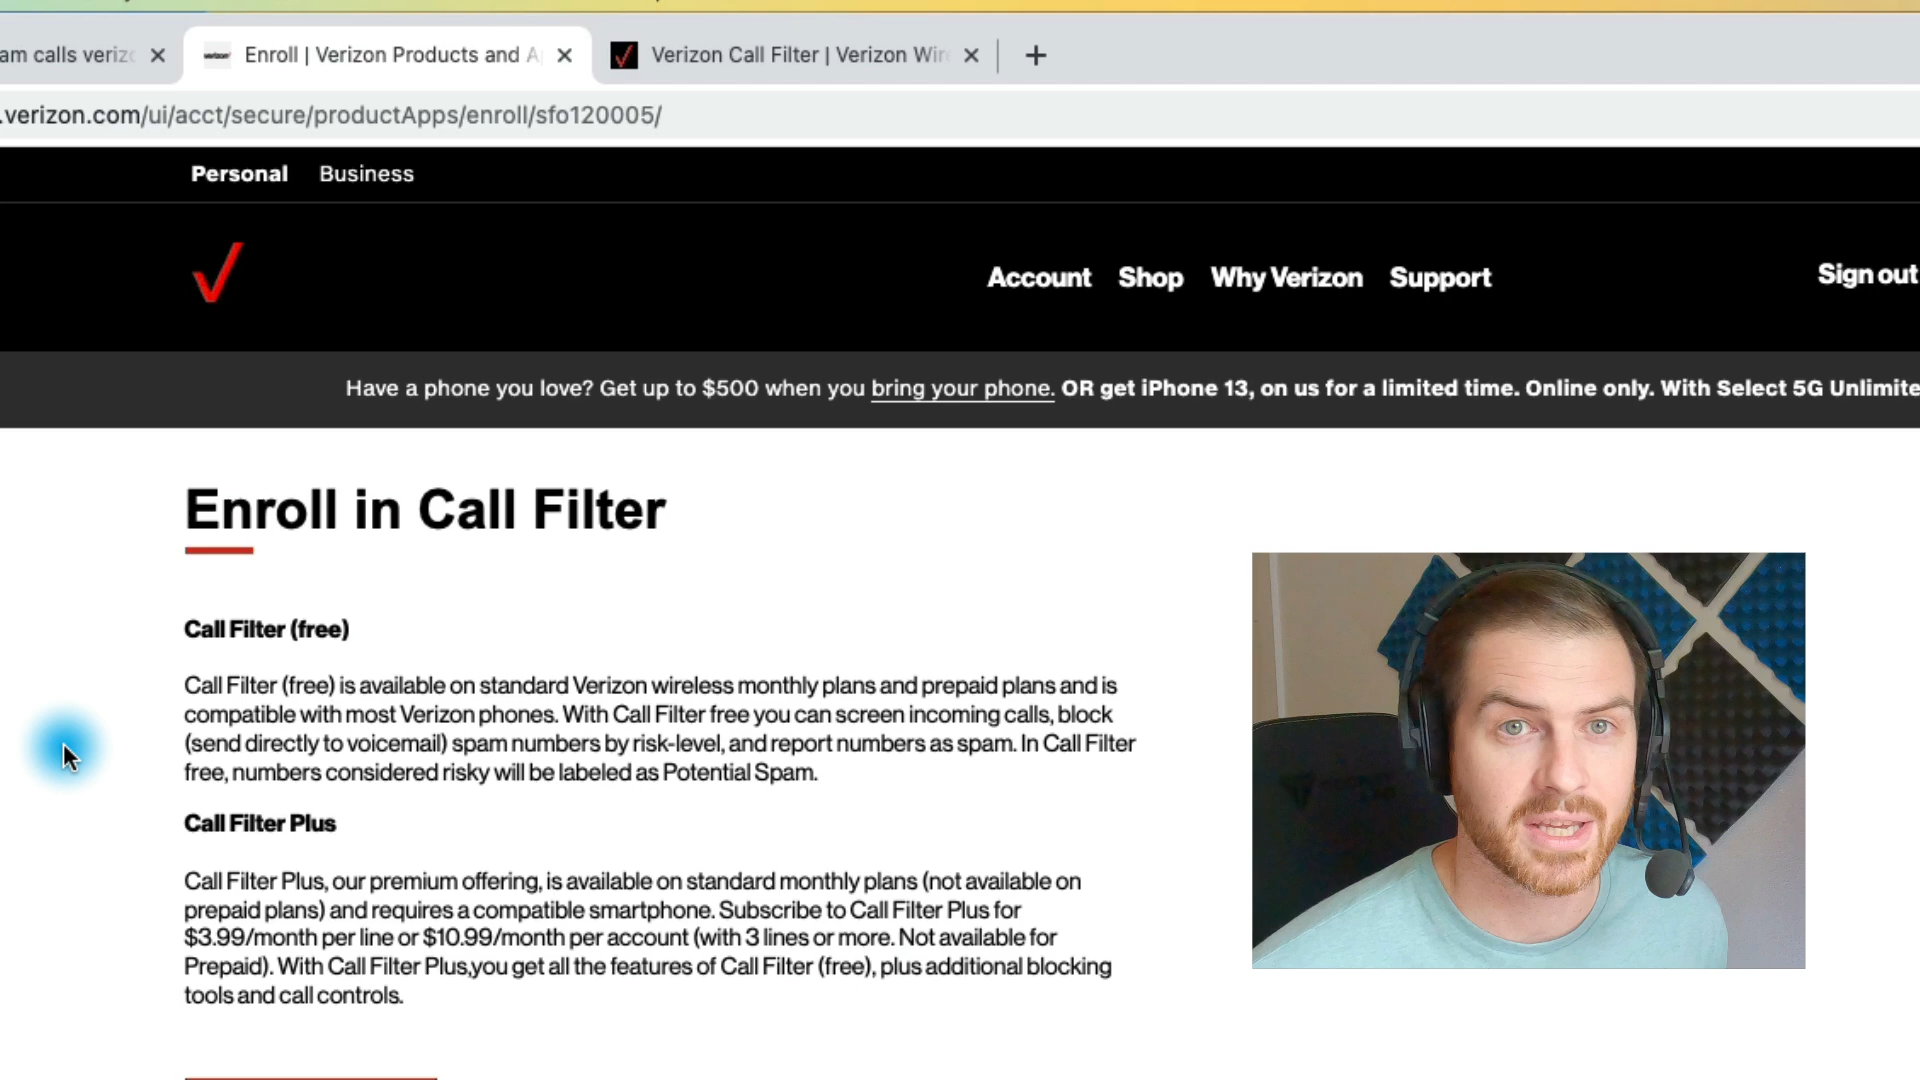 am calls veriz
Enroll | Verizon Products and A
Verizon Call Filter | Verizon Wir
.verizon.com/ui/acct/secure/productApps/enroll/sfo120005/
Personal Business
Account Shop Why Verizon Support Sign out
Have a phone you love? Get up to $500 when you bring your phone. OR get iPhone 13, on us for a limited time. Online only. With Select 5G Unlimite
Enroll in Call Filter
Call Filter (free)
Call Filter (free) is available on standard Verizon wireless monthly plans and prepaid plans and is
compatible with most Verizon phones. With Call Filter free you can screen incoming calls, block
(send directly to voicemail) spam numbers by risk-level, and report numbers as spam. In Call Filter
free, numbers considered risky will be labeled as Potential Spam.
Call Filter Plus
Call Filter Plus, our premium offering, is available on standard monthly plans (not available on
prepaid plans) and requires a compatible smartphone. Subscribe to Call Filter Plus for
$3.99/month per line or $10.99/month per account (with 3 lines or more. Not available for
Prepaid). With Call Filter Plus,you get all the features of Call Filter (free), plus additional blocking
tools and call controls.